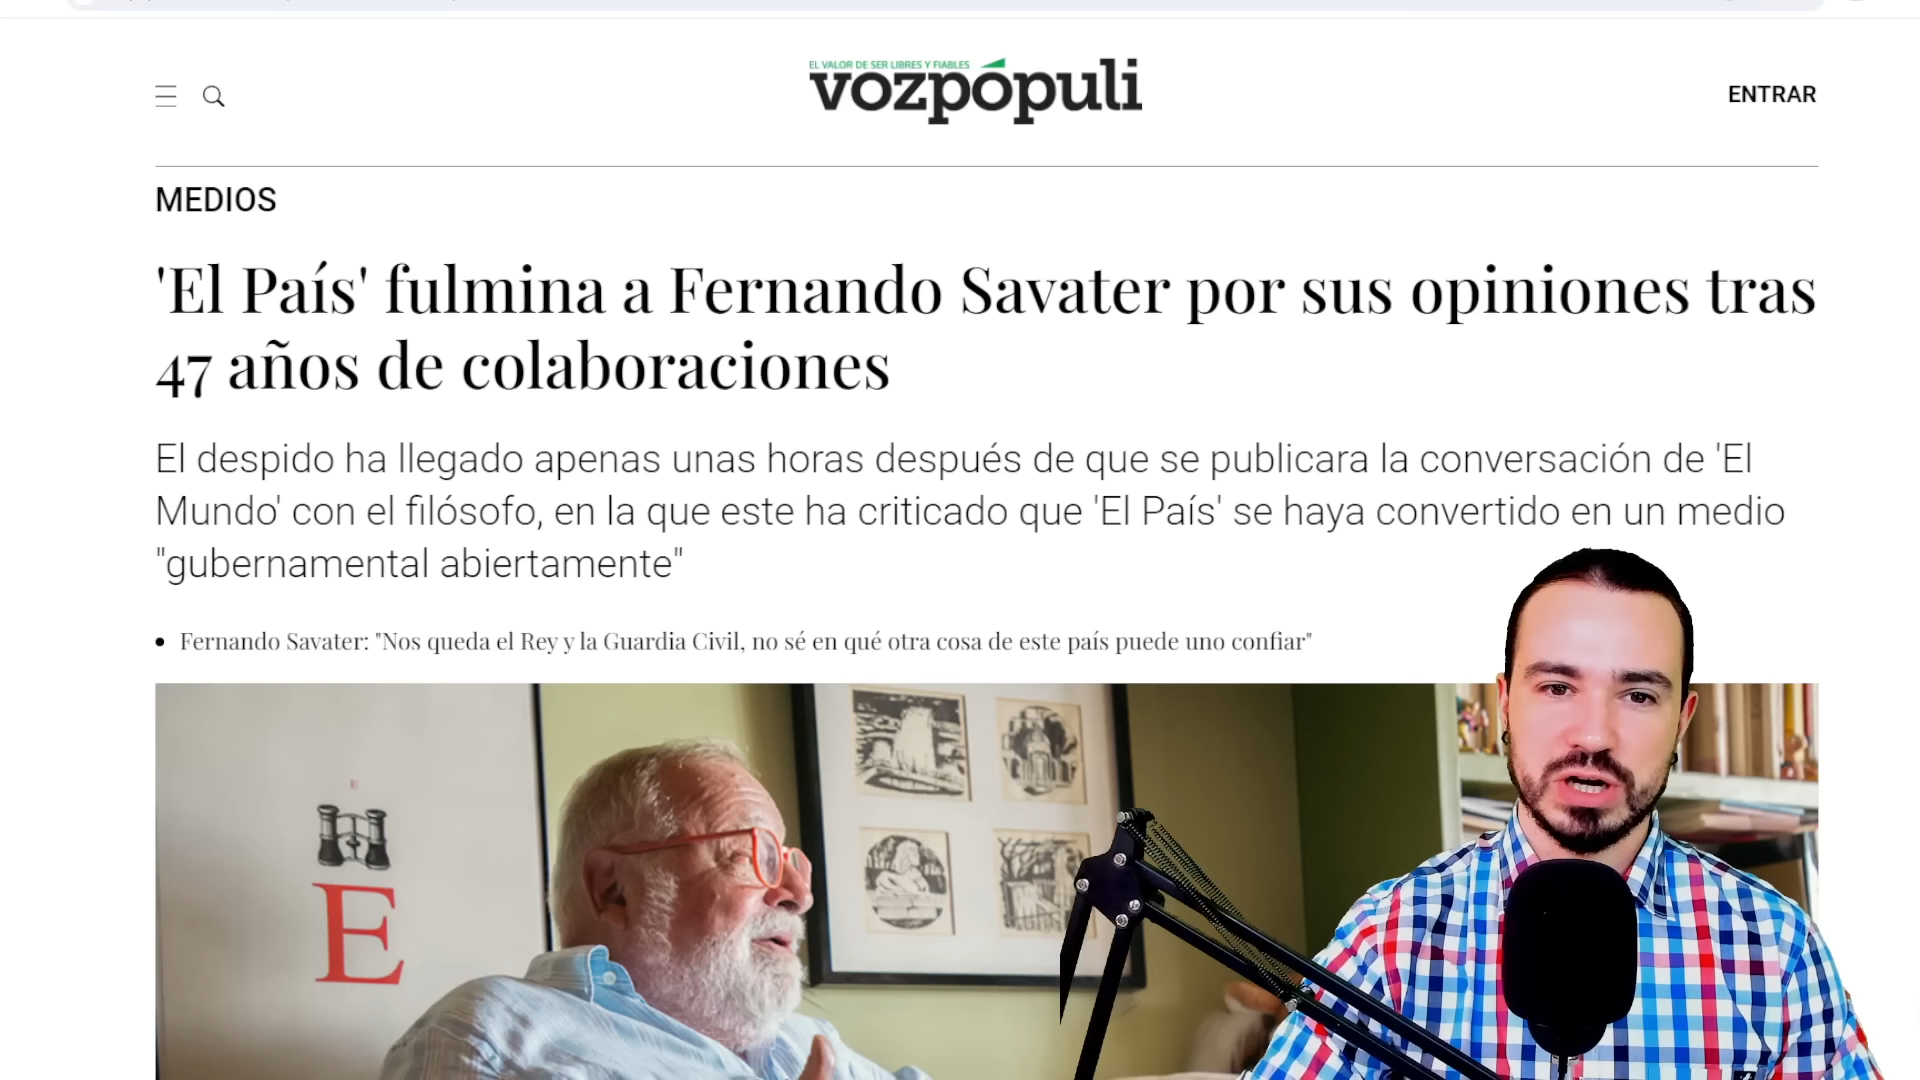 EL VALOR DE SER LIBRES Y FIABLES
vozpópuli
ENTRAR
MEDIOS
'El País' fulmina a Fernando Savater por sus opiniones tras
47 años de colaboraciones
El despido ha llegado apenas unas horas después de que se publicara la conversación de 'El
Mundo' con el filósofo, en la que este ha criticado que 'El País' se haya convertido en un medio
"gubernamental abiertamente"
Fernando Savater: "Nos queda el Rey y la Guardia Civil, no sé en qué otra cosa de este país puede uno confiar"
E
E